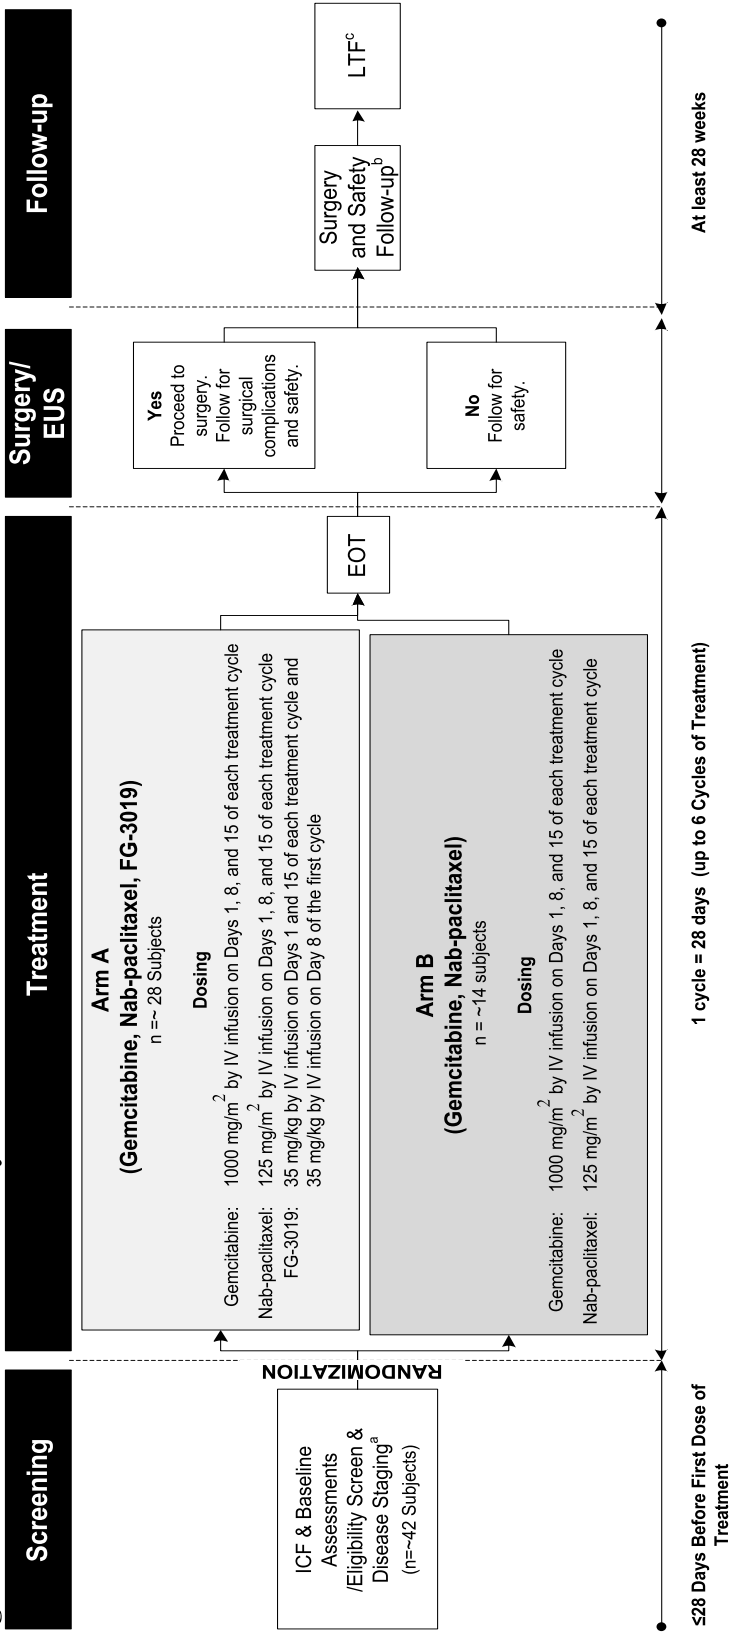 Screening
Treatment
Surgery/
EUS
Follow-up
ICF & Baseline
Assessments
/Eligibility Screen &
Disease Staging^a
(n=~42 Subjects)
RANDOMIZATION
Arm A
(Gemcitabine, Nab-paclitaxel, FG-3019)
n =~ 28 Subjects
Dosing
Gemcitabine: 1000 mg/m² by IV infusion on Days 1, 8, and 15 of each treatment cycle
Nab-paclitaxel: 125 mg/m² by IV infusion on Days 1, 8, and 15 of each treatment cycle
FG-3019: 35 mg/kg by IV infusion on Days 1 and 15 of each treatment cycle and
35 mg/kg by IV infusion on Day 8 of the first cycle
Arm B
(Gemcitabine, Nab-paclitaxel)
n = ~14 subjects
Dosing
Gemcitabine: 1000 mg/m² by IV infusion on Days 1, 8, and 15 of each treatment cycle
Nab-paclitaxel: 125 mg/m² by IV infusion on Days 1, 8, and 15 of each treatment cycle
EOT
Yes
Proceed to
surgery.
Follow for
surgical
complications
and safety.
No
Follow for
safety.
Surgery
and Safety
Follow-up^b
LTF^c
≤28 Days Before First Dose of
Treatment
1 cycle = 28 days (up to 6 Cycles of Treatment)
At least 28 weeks